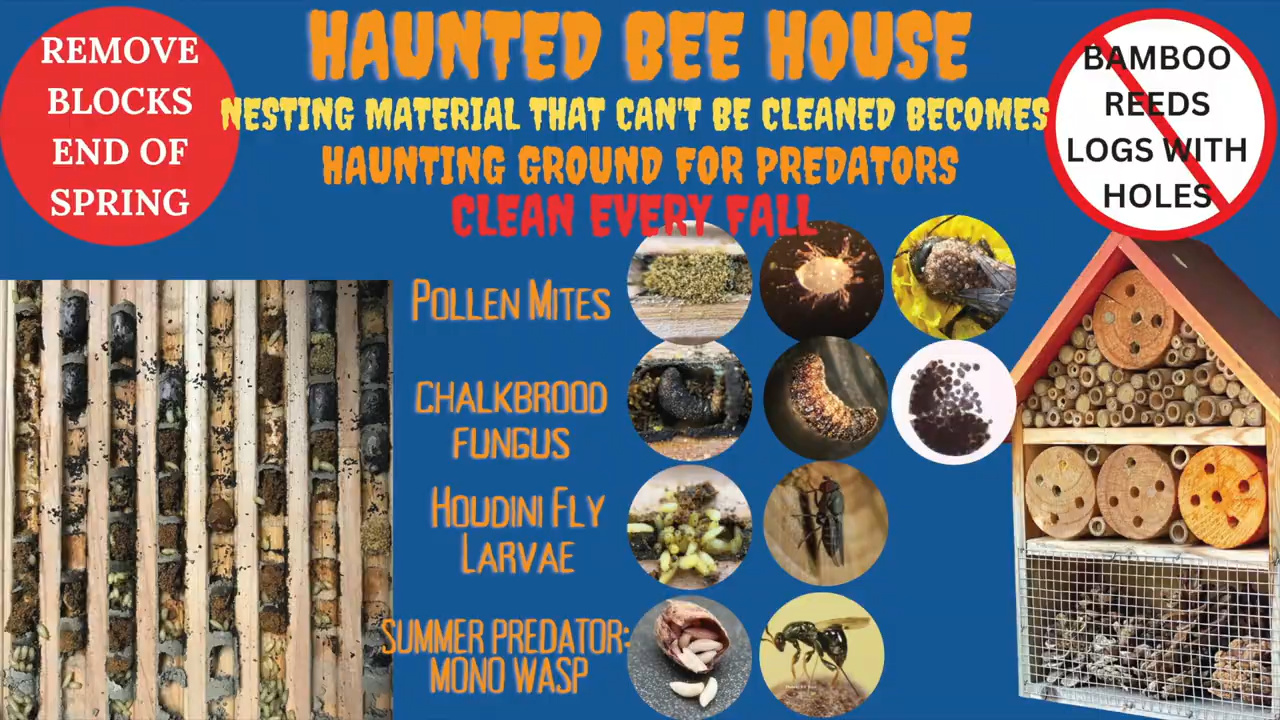 REMOVE
BLOCKS
END OF
SPRING
HAUNTED BEE HOUSE
NESTING MATERIAL THAT CAN'T BE CLEANED BECOMES
HAUNTING GROUND FOR PREDATORS
CLEAN EVERY FALL
BAMBOO
REEDS
LOGS WITH
HOLES
POLLEN MITES
CHALKBROOD
FUNGUS
HOUDINI FLY
LARVAE
SUMMER PREDATOR:
MONO WASP